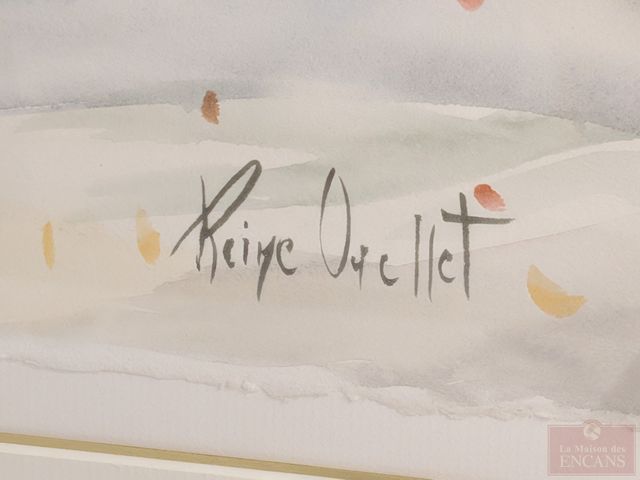 Reine Ouellet
La Maison des
ENCANS